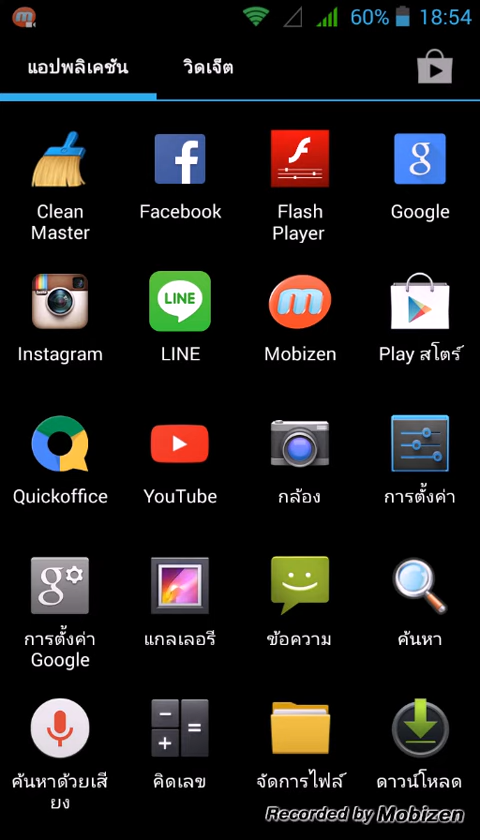 60% 18:54
แอปพลิเคชัน วิดเจ็ต
Clean
Master
Facebook
Flash
Player
Google
Instagram
LINE
LINE
Mobizen
Play สโตร์
Quickoffice
YouTube
กล้อง
การตั้งค่า
การตั้งค่า
Google
แกลเลอรี
ข้อความ
ค้นหา
ค้นหาด้วยเสี
ยง
คิดเลข
จัดการไฟล์
ดาวน์โหลด
Recorded by Mobizen